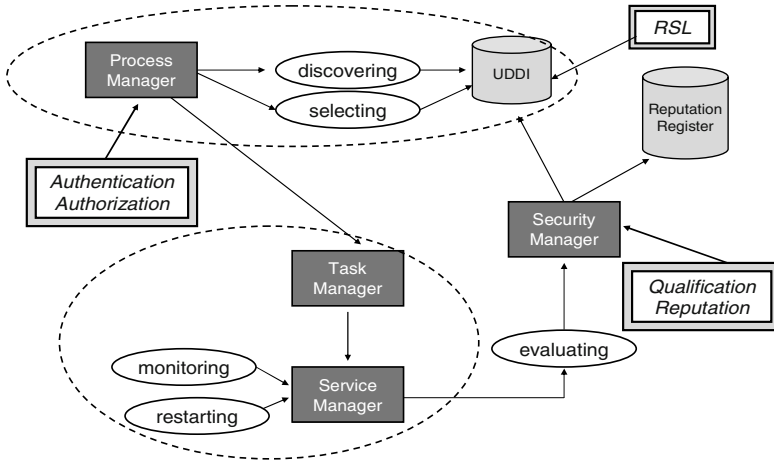 RSL
Process
Manager
discovering
UDDI
selecting
Reputation
Register
Authentication
Authorization
Security
Manager
Task
Manager
Qualification
Reputation
evaluating
monitoring
Service
Manager
restarting